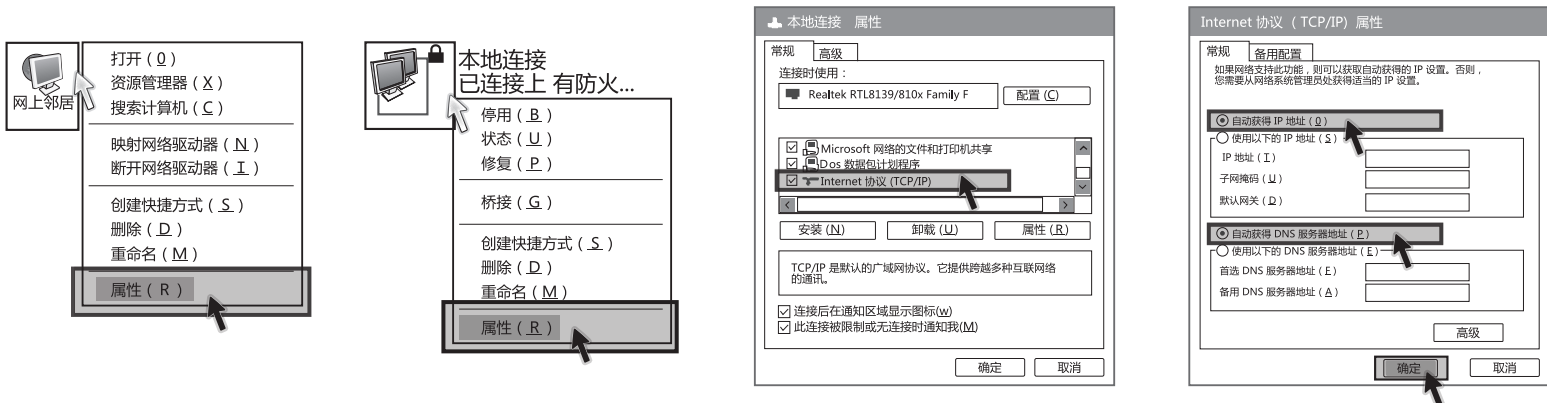 网上邻居
打开 ( 0 )
资源管理器 ( X )
搜索计算机 ( C )
映射网络驱动器 ( N )
断开网络驱动器 ( I )
创建快捷方式 ( S )
删除 ( D )
重命名 ( M )
属性 ( R )
本地连接
已连接上 有防火...
停用 ( B )
状态 ( U )
修复 ( P )
桥接 ( G )
创建快捷方式 ( S )
删除 ( D )
重命名 ( M )
属性 ( R )
本地连接 属性
常规 高级
连接时使用：
Realtek RTL8139/810x Family F 配置 (C)
Microsoft 网络的文件和打印机共享
Dos 数据包计划程序
Internet 协议 (TCP/IP)
安装 (N) 卸载 (U) 属性 (R)
TCP/IP 是默认的广域网协议。它提供跨越多种互联网络
的通讯。
连接后在通知区域显示图标(w)
此连接被限制或无连接时通知我(M)
确定 取消
Internet 协议 （TCP/IP) 属性
常规 备用配置
如果网络支持此功能，则可以获取自动获得的 IP 设置。否则，
您需要从网络系统管理员处获得适当的 IP 设置。
自动获得 IP 地址 ( 0 )
使用以下的 IP 地址 ( S )
IP 地址 ( I )
子网掩码 ( U )
默认网关 ( D )
自动获得 DNS 服务器地址 ( P )
使用以下的 DNS 服务器地址 ( E )
首选 DNS 服务器地址 ( F )
备用 DNS 服务器地址 ( A )
高级
确定 取消